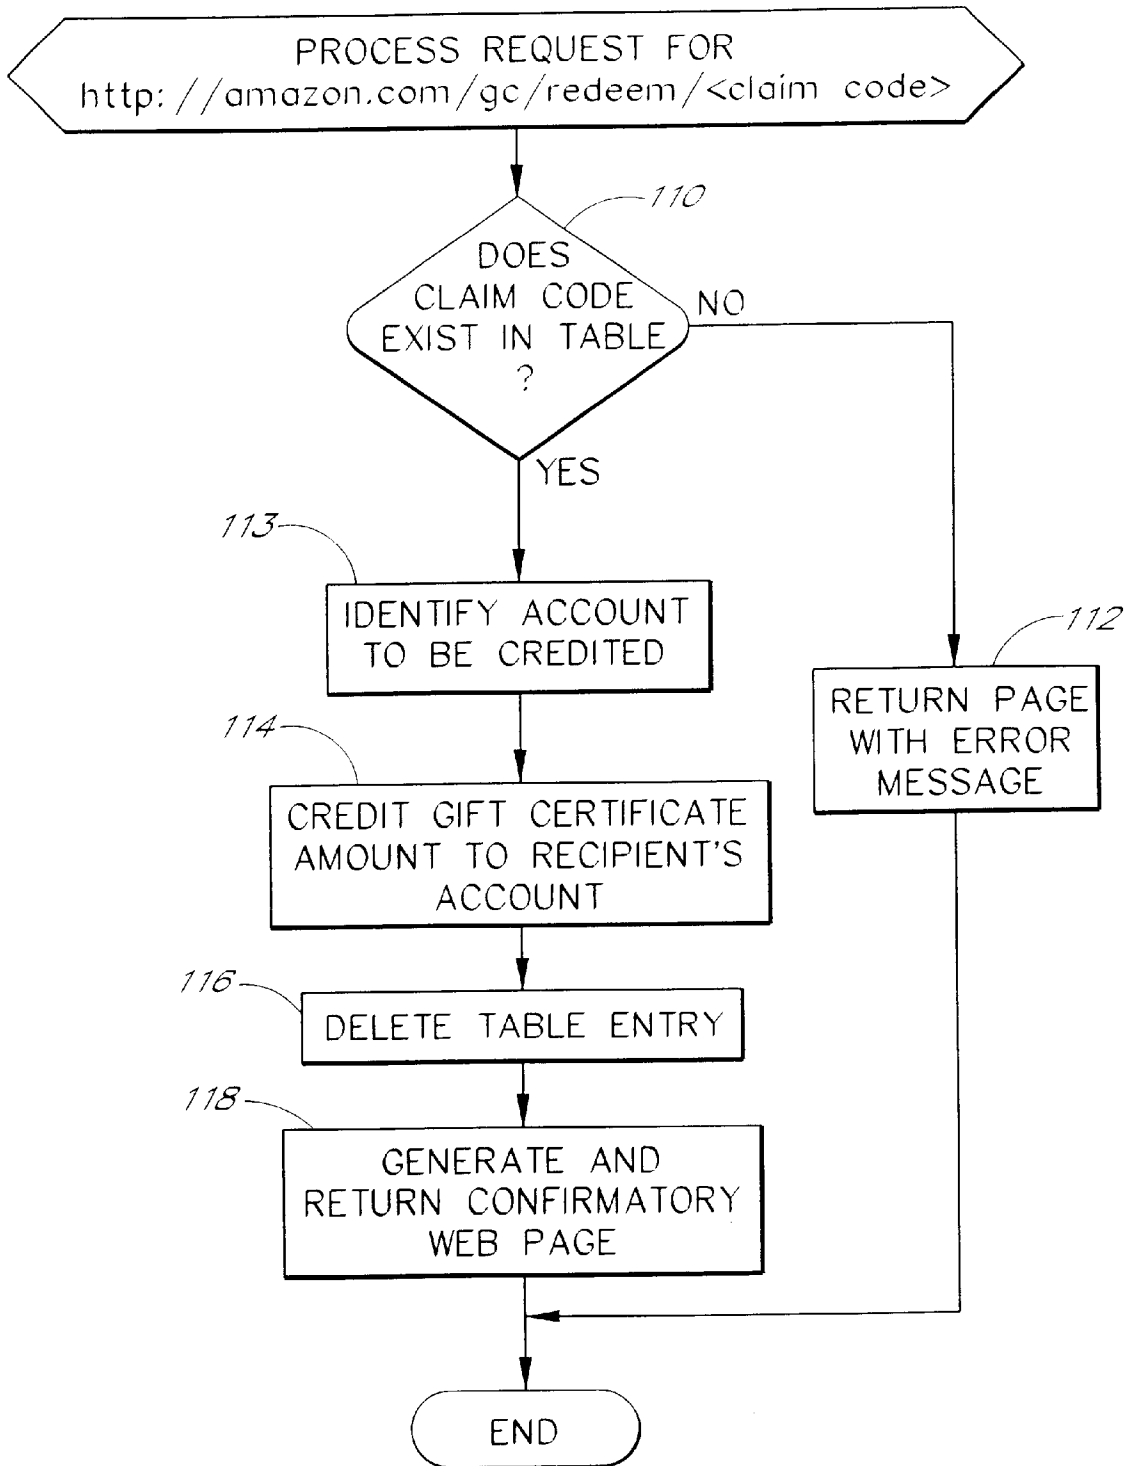 PROCESS REQUEST FOR
http://amazon.com/gc/redeem/<claim code>
110
DOES
CLAIM CODE
EXIST IN TABLE
?
NO
YES
113
IDENTIFY ACCOUNT
TO BE CREDITED
112
RETURN PAGE
WITH ERROR
MESSAGE
114
CREDIT GIFT CERTIFICATE
AMOUNT TO RECIPIENT'S
ACCOUNT
116
DELETE TABLE ENTRY
118
GENERATE AND
RETURN CONFIRMATORY
WEB PAGE
END